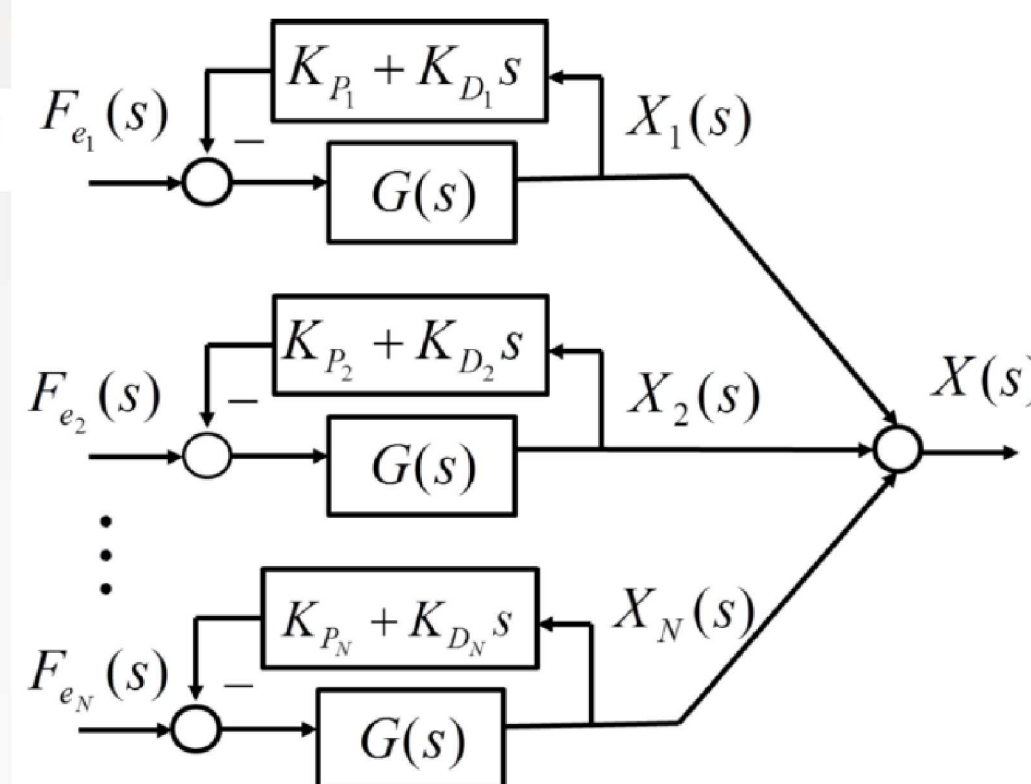 K_{P_1} + K_{D_1} s
F_{e_1}(s)
X_1(s)
−
G(s)
K_{P_2} + K_{D_2} s
F_{e_2}(s)
X_2(s)
X(s)
−
G(s)
K_{P_N} + K_{D_N} s
X_N(s)
F_{e_N}(s)
−
G(s)